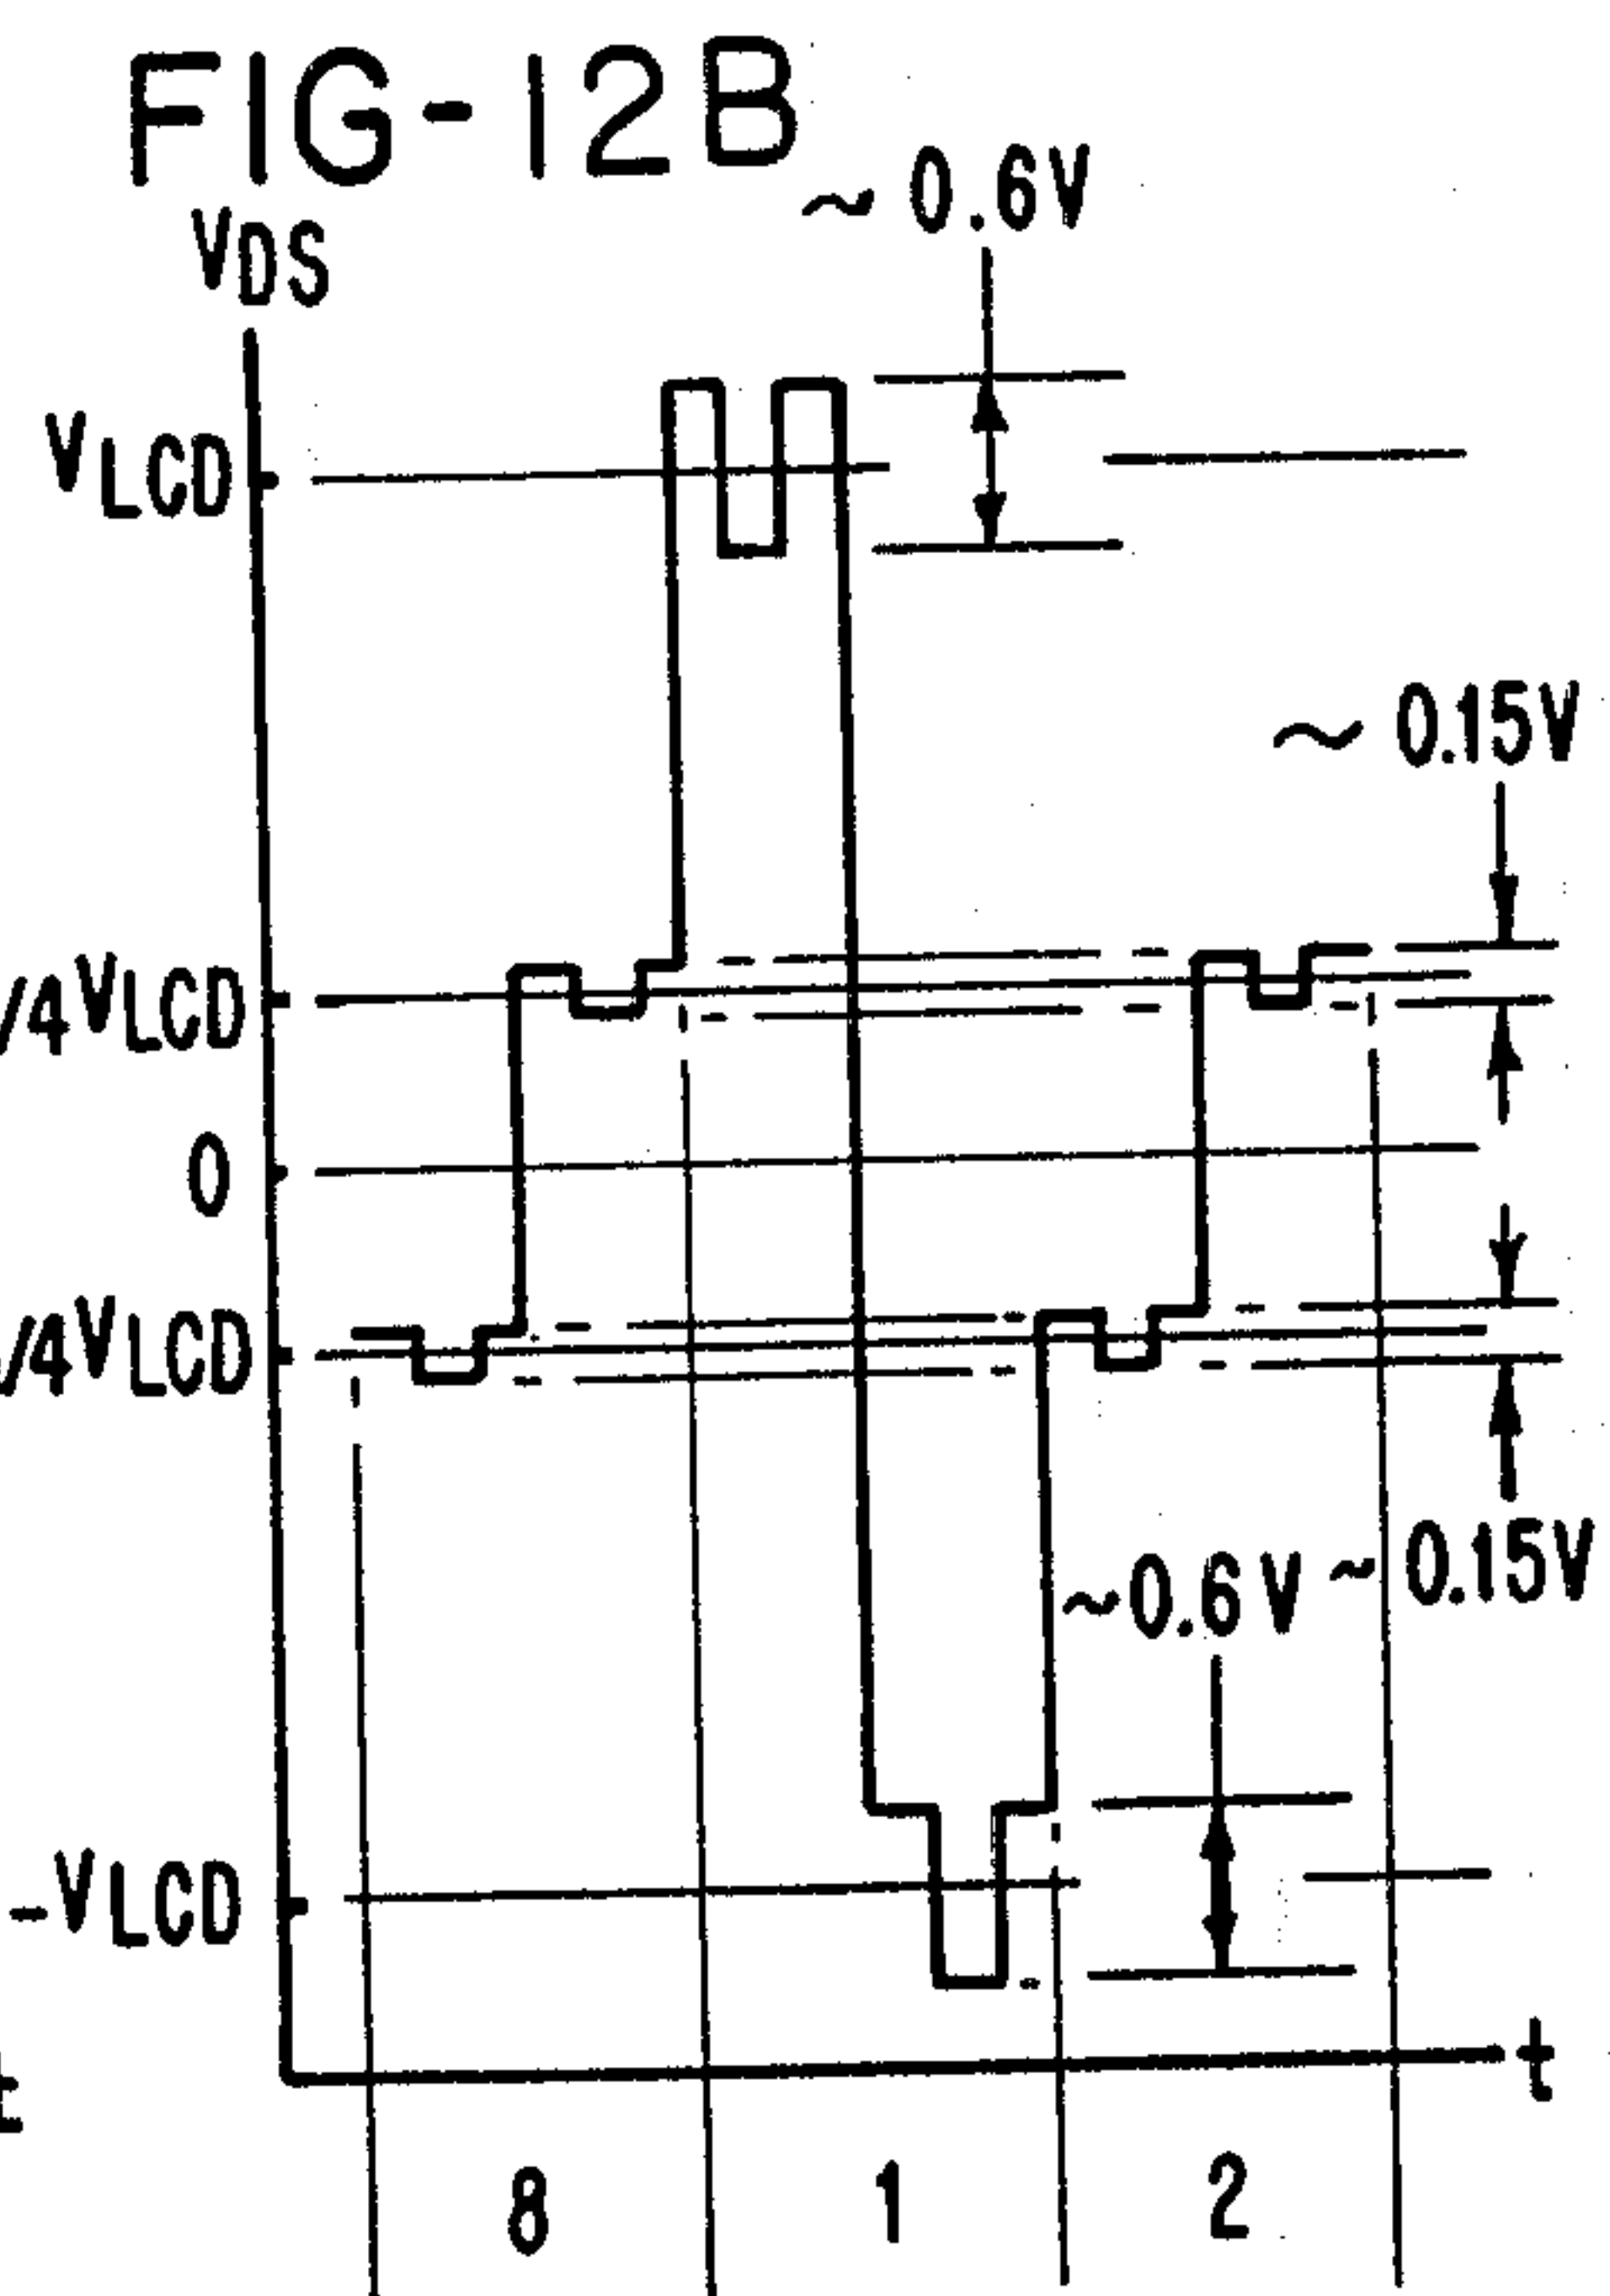 FIG-12B
~ 0.6V
VDS
VLCD
~ 0.15V
/4VLCD
0
/4VLCD
~0.6V ~0.15V
-VLCD
t
8 1 2